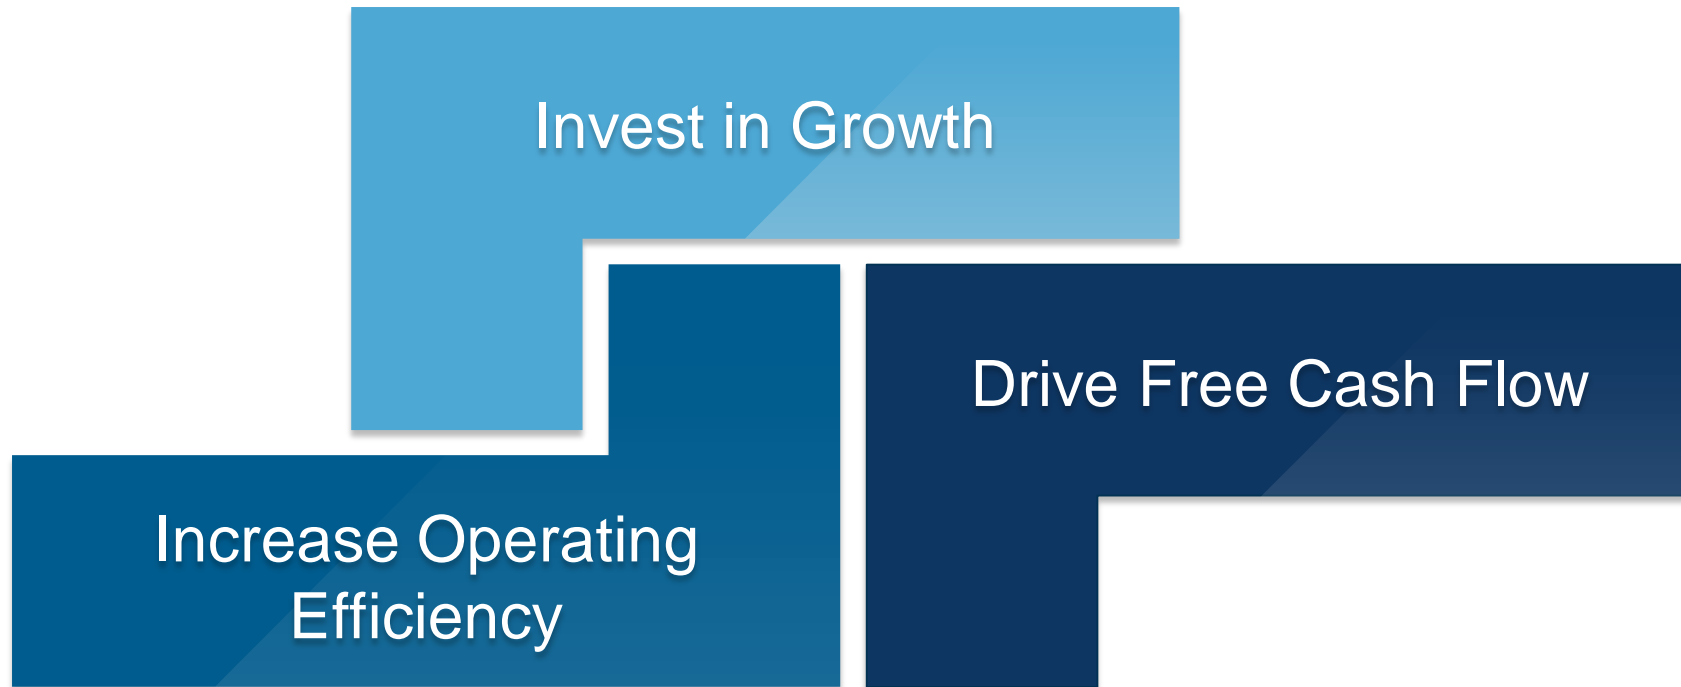 Invest in Growth
Drive Free Cash Flow
Increase Operating
Efficiency